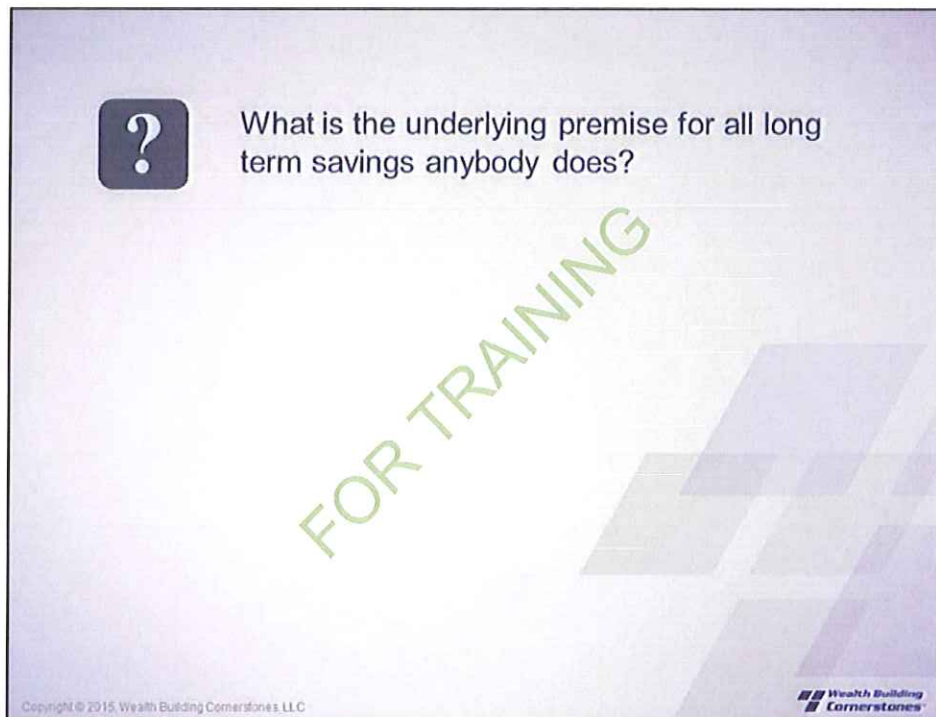 ?
What is the underlying premise for all long
term savings anybody does?
FOR TRAINING
Copyright © 2015, Wealth Building Cornerstones, LLC
Wealth Building
Cornerstones